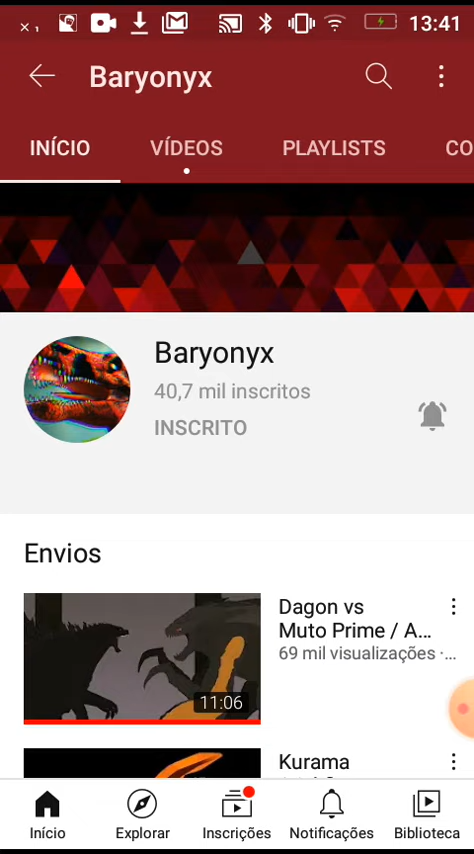 13:41
Baryonyx
INÍCIO VÍDEOS PLAYLISTS CO
Baryonyx
40,7 mil inscritos
INSCRITO
Envios
Dagon vs
Muto Prime / A...
69 mil visualizações ·...
11:06
Kurama
Início Explorar Inscrições Notificações Biblioteca